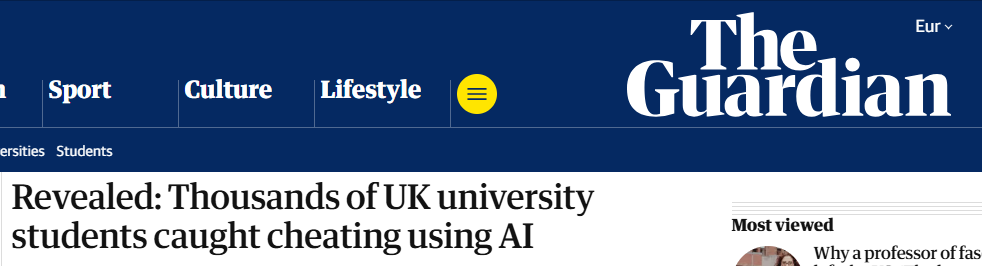 The
Guardian
Eur
Sport
Culture
Lifestyle
Students
Revealed: Thousands of UK university
students caught cheating using AI
Most viewed
Why a professor of